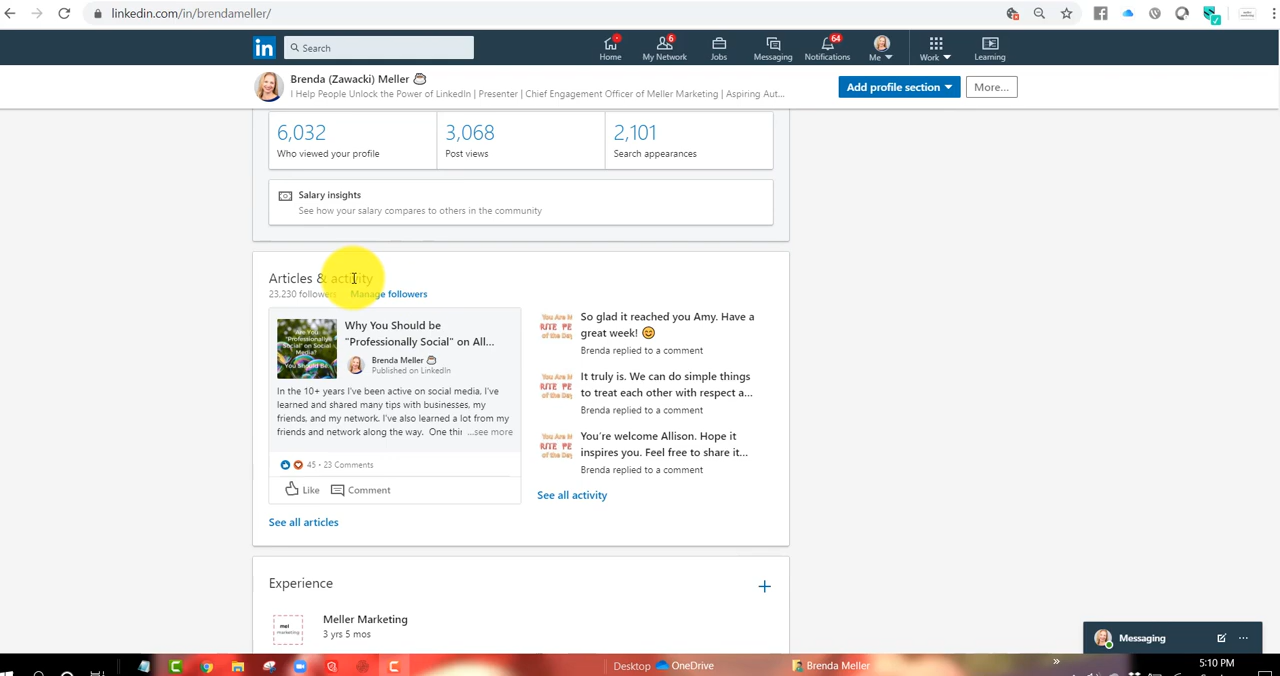 linkedin.com/in/brendameller/
in
Search
Home
6
My Network
Jobs
Messaging
64
Notifications
Me
Work
Learning
Brenda (Zawacki) Meller
I Help People Unlock the Power of LinkedIn | Presenter | Chief Engagement Officer of Meller Marketing | Aspiring Aut...
Add profile section
More...
6,032
Who viewed your profile
3,068
Post views
2,101
Search appearances
Salary insights
See how your salary compares to others in the community
Articles & activity
23,230 followers
Manage followers
Why You Should be
"Professionally Social" on All...
Brenda Meller
Published on LinkedIn
In the 10+ years I've been active on social media, I've
learned and shared many tips with businesses, my
friends, and my network. I've also learned a lot from my
friends and network along the way. One thi ...see more
45 · 23 Comments
Like
Comment
See all articles
So glad it reached you Amy. Have a
great week! 😊
Brenda replied to a comment
It truly is. We can do simple things
to treat each other with respect a...
Brenda replied to a comment
You're welcome Allison. Hope it
inspires you. Feel free to share it...
Brenda replied to a comment
See all activity
Experience
Meller Marketing
3 yrs 5 mos
Messaging
Desktop
OneDrive
Brenda Meller
5:10 PM